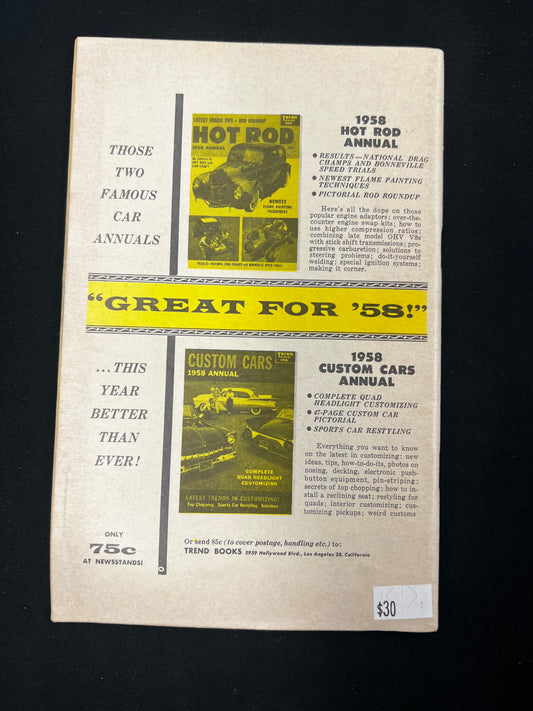 THOSE
TWO
FAMOUS
CAR
ANNUALS
LATEST ENGINE TIPS • ROD ROUNDUP
TREND
HOT ROD
1958 ANNUAL
NEWEST
FLAME PAINTING
TECHNIQUES
1958
HOT ROD
ANNUAL
• RESULTS—NATIONAL DRAG
CHAMPS AND BONNEVILLE
SPEED TRIALS
• NEWEST FLAME PAINTING
TECHNIQUES
• PICTORIAL ROD ROUNDUP
Here's all the dope on those
popular engine adaptors; over-the-
counter engine swap kits; how to
use higher compression ratios;
combining late model OHV V8s
with stick shift transmissions; pro-
gressive carburetion; solutions to
steering problems; do-it-yourself
welding; special ignition systems;
making it corner.
"GREAT FOR '58!"
...THIS
YEAR
BETTER
THAN
EVER!
CUSTOM CARS
1958 ANNUAL
TREND
COMPLETE
QUAD HEADLIGHT
CUSTOMIZING
LATEST TRENDS IN CUSTOMIZING!
Top Chopping Sports Car Restyling Interiors
1958
CUSTOM CARS
ANNUAL
• COMPLETE QUAD
HEADLIGHT CUSTOMIZING
• 47-PAGE CUSTOM CAR
PICTORIAL
• SPORTS CAR RESTYLING
Everything you want to know
on the latest in customizing: new
ideas, tips, how-to-do-its, photos on
nosing, decking, electronic push-
button equipment, pin-striping;
secrets of top chopping; how to in-
stall a reclining seat; restyling for
quads; interior customizing; cus-
tomizing pickups; weird customs
ONLY
75c
AT NEWSSTANDS!
Or send 85c (to cover postage, handling etc.) to:
TREND BOOKS 5959 Hollywood Blvd., Los Angeles 28, California
$30